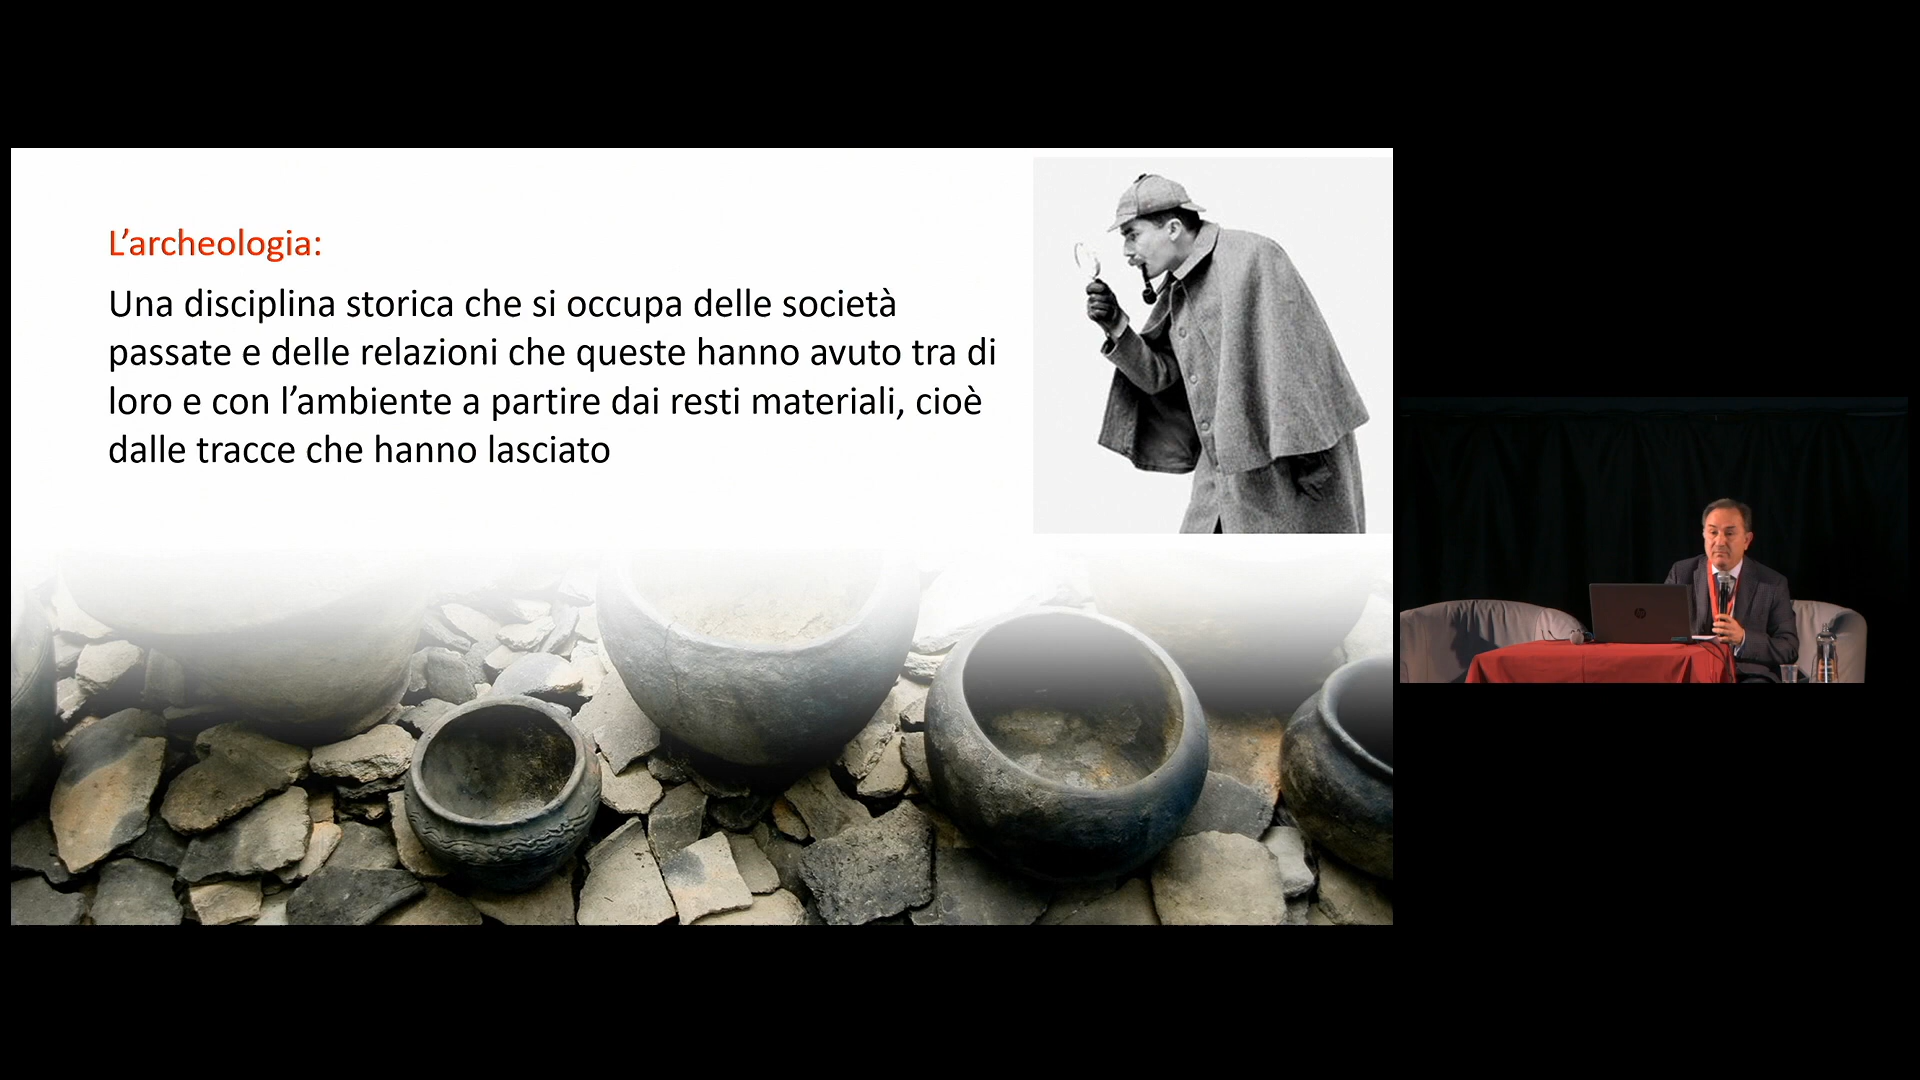 L’archeologia:
Una disciplina storica che si occupa delle società
passate e delle relazioni che queste hanno avuto tra di
loro e con l’ambiente a partire dai resti materiali, cioè
dalle tracce che hanno lasciato
hp